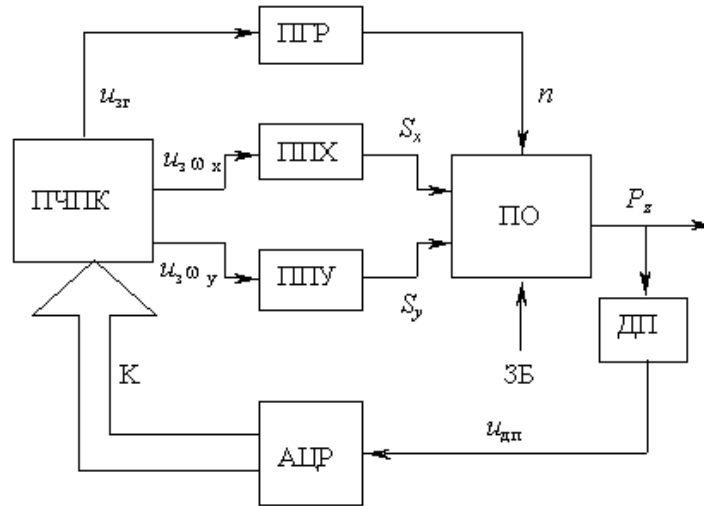 ПГР
uзг
n
Sx
uз ω x
ППХ
ПЧПК
ПО
Pz
uз ω y
ППУ
Sy
ДП
К
ЗБ
uдп
АЦР